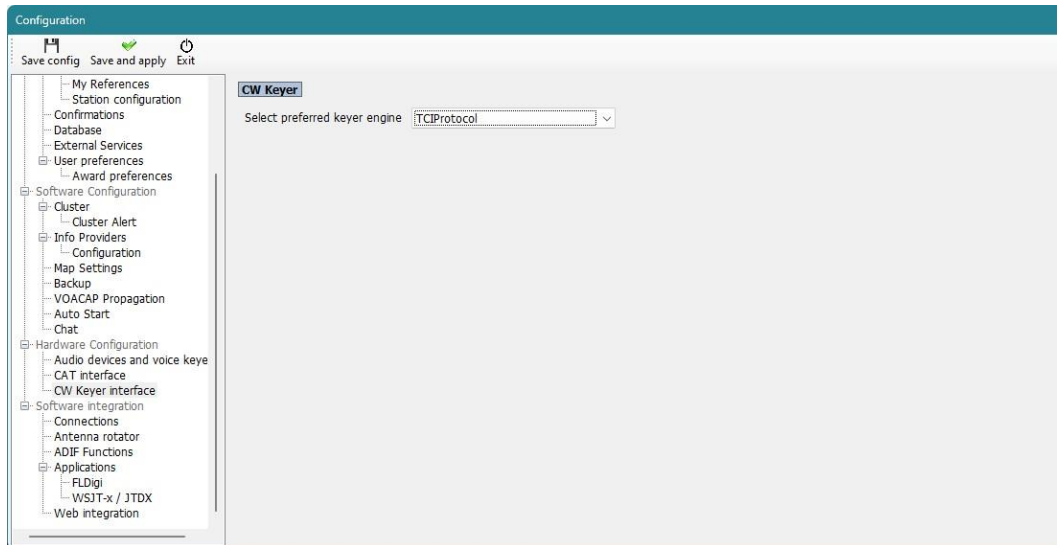 Configuration
Save config Save and apply Exit
My References
Station configuration
Confirmations
Database
External Services
User preferences
Award preferences
Software Configuration
Cluster
Cluster Alert
Info Providers
Configuration
Map Settings
Backup
VOACAP Propagation
Auto Start
Chat
Hardware Configuration
Audio devices and voice keye
CAT interface
CW Keyer interface
Software integration
Connections
Antenna rotator
ADIF Functions
Applications
FLDigi
WSJT-x / JTDX
Web integration
CW Keyer
Select preferred keyer engine TCIProtocol